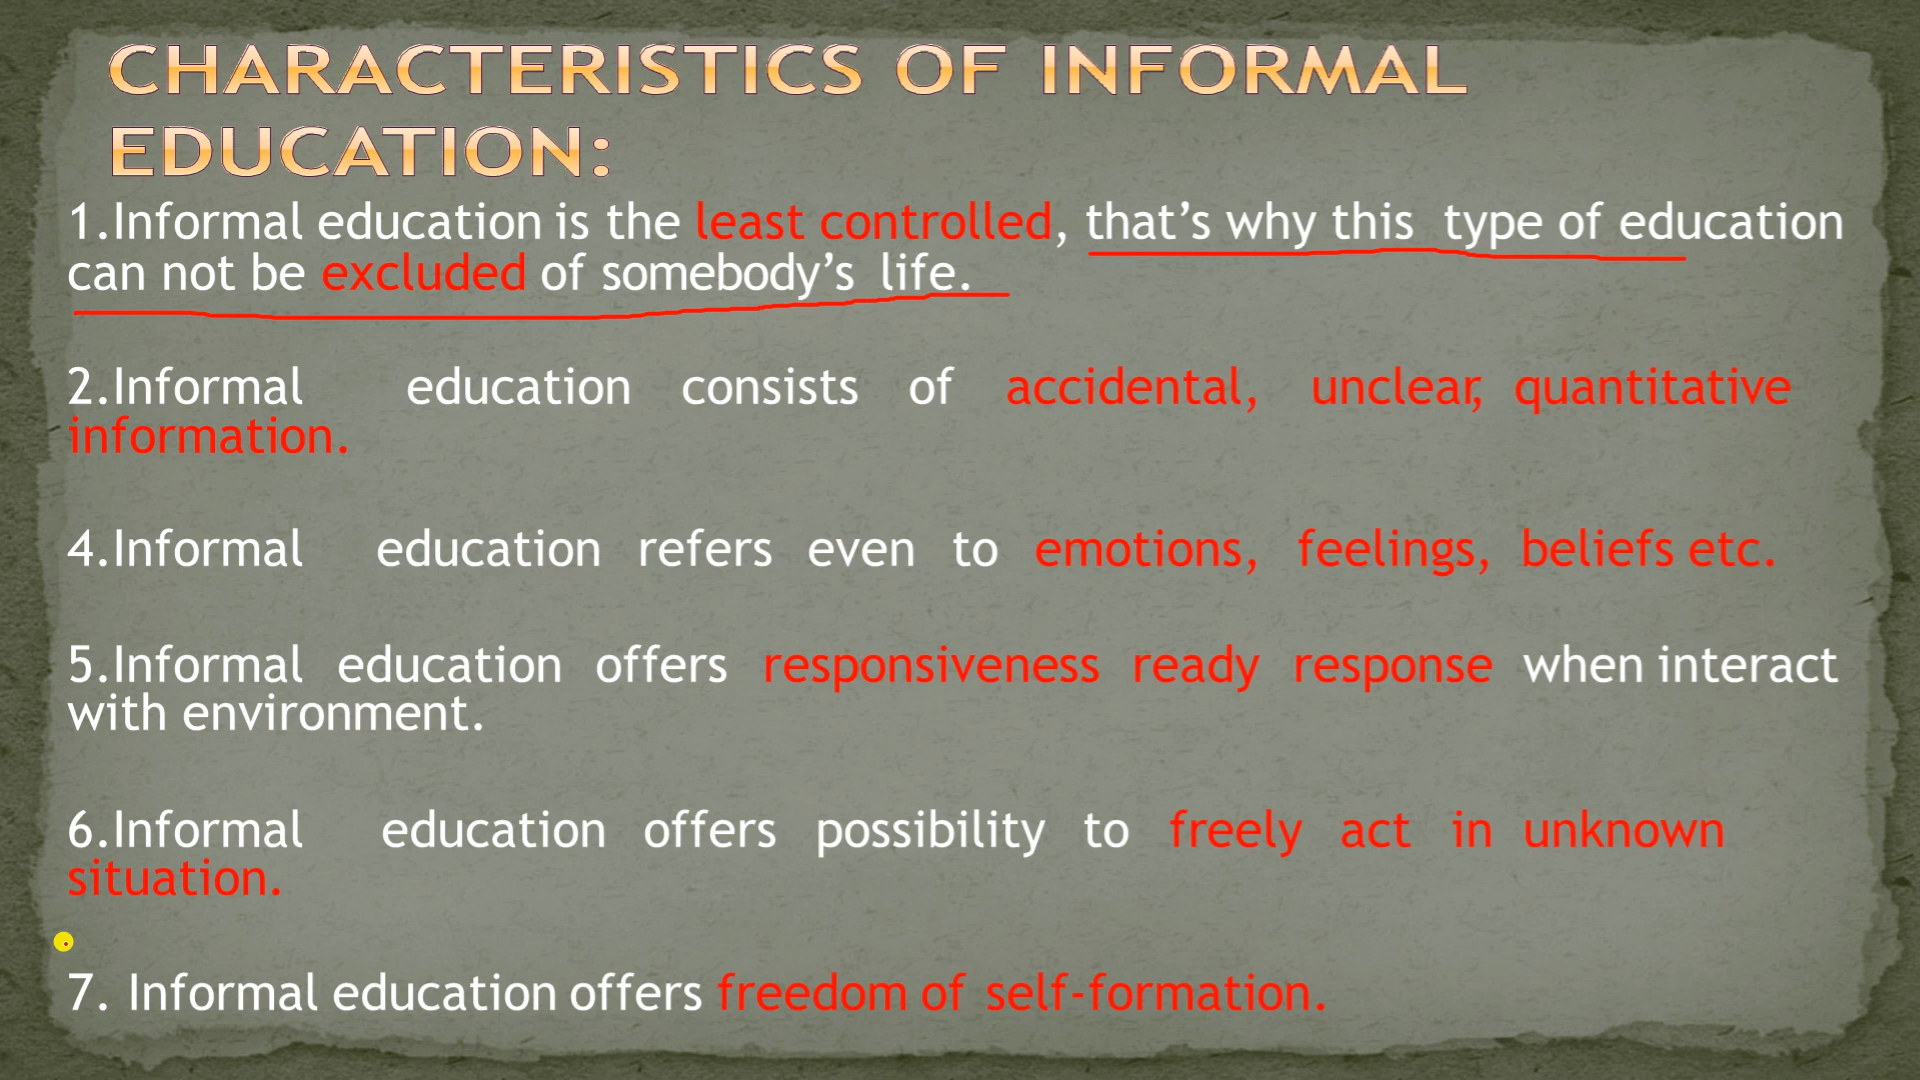 CHARACTERISTICS OF INFORMAL
EDUCATION:
1.Informal education is the least controlled, that’s why this type of education
can not be excluded of somebody’s life.
2.Informal education consists of accidental, unclear, quantitative
information.
4.Informal education refers even to emotions, feelings, beliefs etc.
5.Informal education offers responsiveness ready response when interact
with environment.
6.Informal education offers possibility to freely act in unknown
situation.
7. Informal education offers freedom of self-formation.